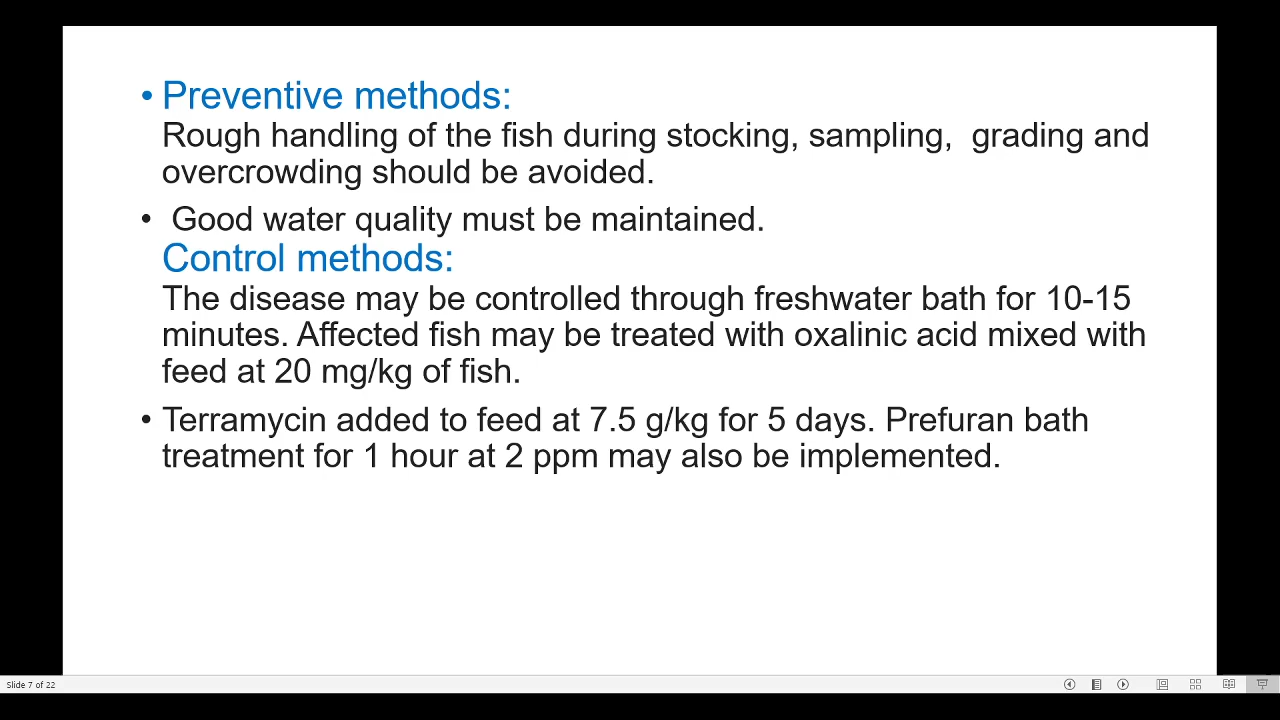 • Preventive methods:
Rough handling of the fish during stocking, sampling,  grading and
overcrowding should be avoided.
•  Good water quality must be maintained.
Control methods:
The disease may be controlled through freshwater bath for 10-15
minutes. Affected fish may be treated with oxalinic acid mixed with
feed at 20 mg/kg of fish.
• Terramycin added to feed at 7.5 g/kg for 5 days. Prefuran bath
treatment for 1 hour at 2 ppm may also be implemented.
Slide 7 of 22